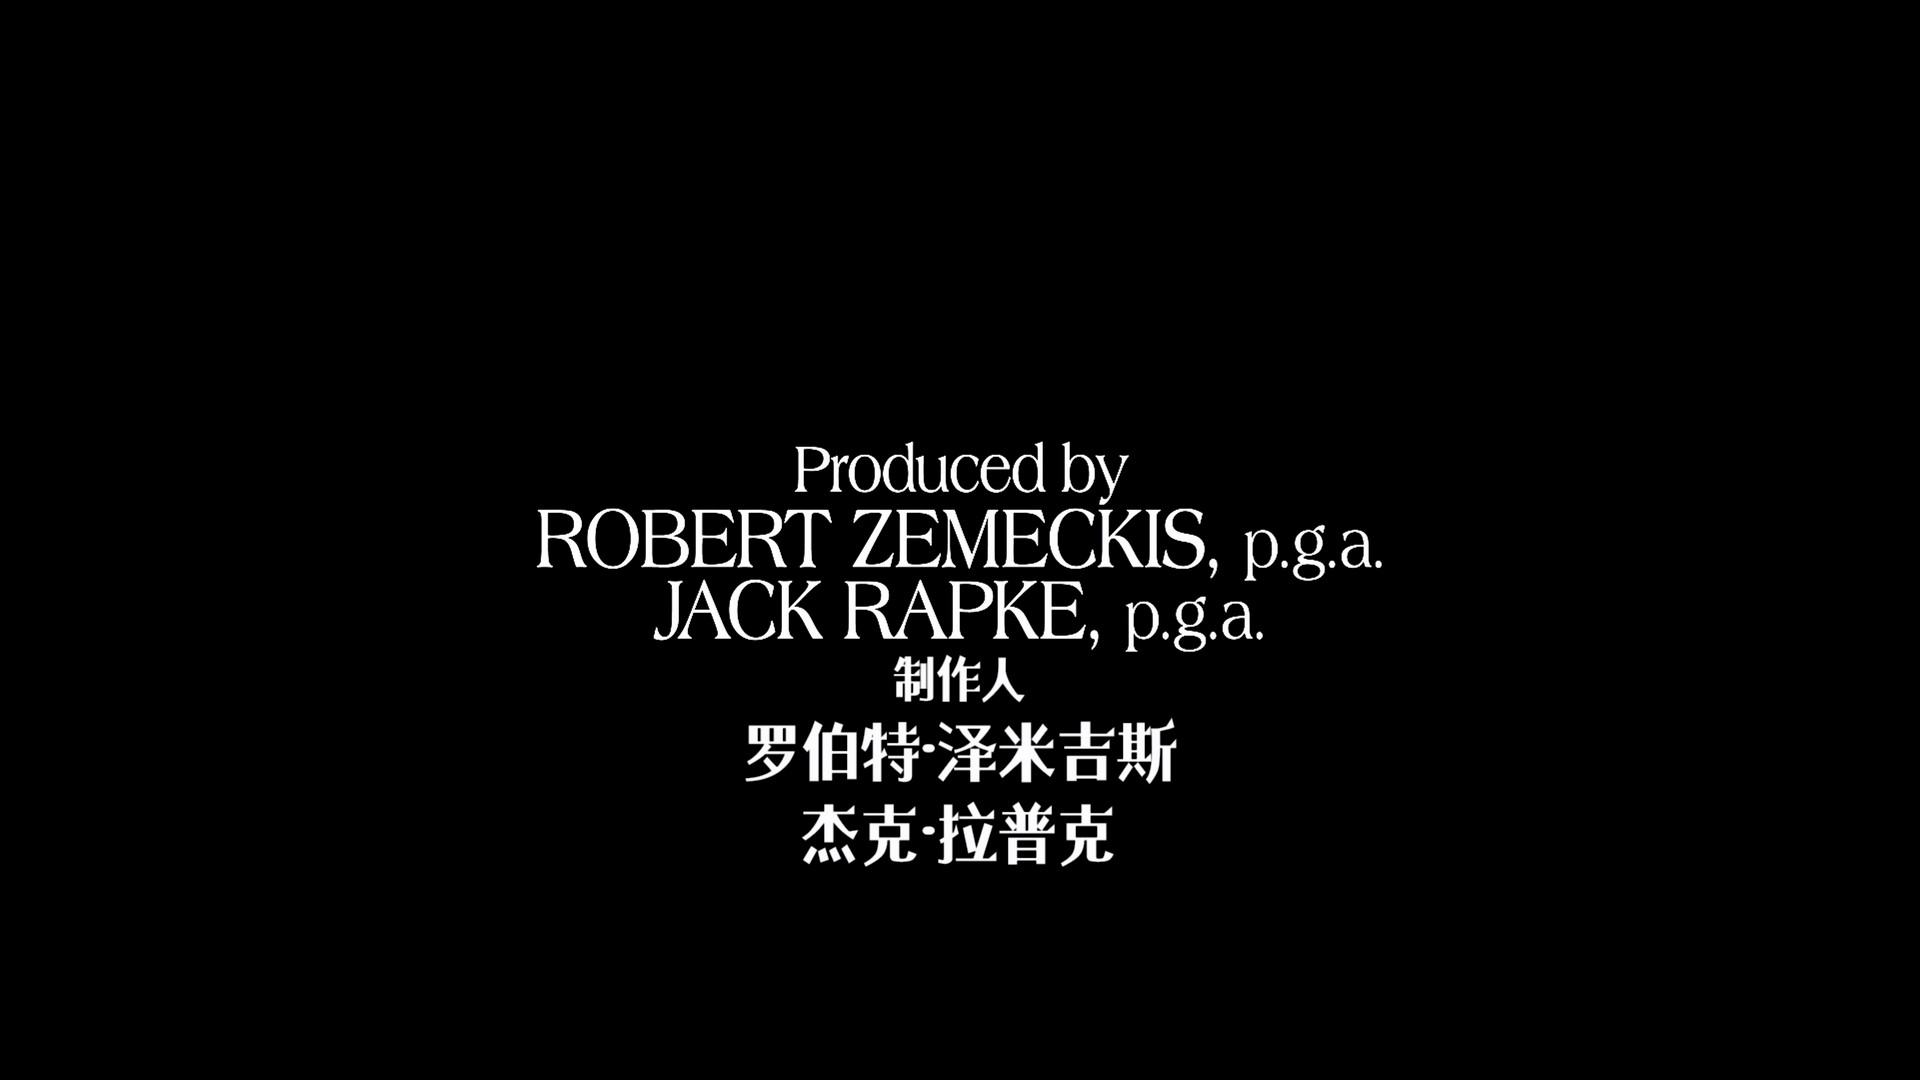 Produced by
ROBERT ZEMECKIS, p.g.a.
JACK RAPKE, p.g.a.
制作人
罗伯特·泽米吉斯
杰克·拉普克